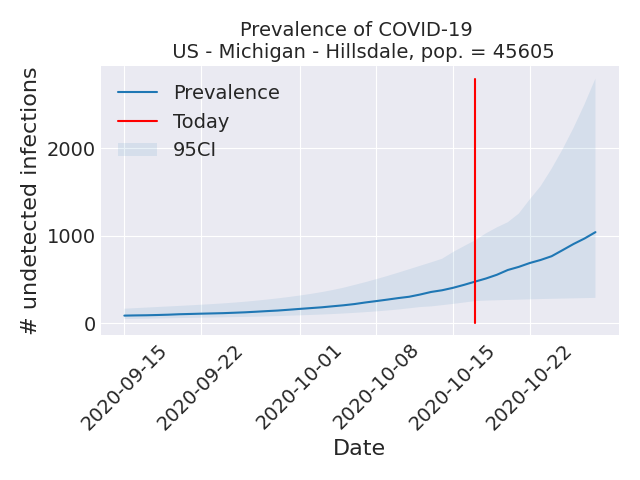 Prevalence of COVID-19
US - Michigan - Hillsdale, pop. = 45605
# undetected infections
2000
1000
0
Prevalence
Today
95CI
2020-09-15
2020-09-22
2020-10-01
2020-10-08
2020-10-15
2020-10-22
Date